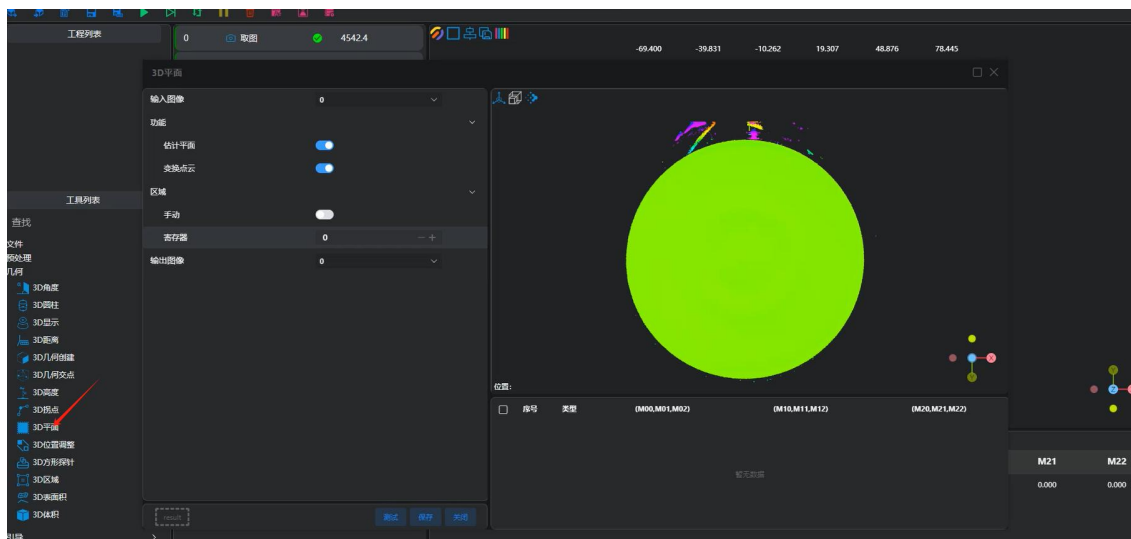 工程列表
0 取图 4542.4
-69.400 -39.831 -10.262 19.307 48.876 78.445
3D平面
输入图像 0
功能
估计平面
变换点云
区域
手动
寄存器 0 - +
输出图像 0
工具列表
查找
文件
预处理
几何
3D角度
3D圆柱
3D显示
3D距离
3D几何创建
3D几何交点
3D高度
3D拐点
3D平面
3D位置调整
3D方形探针
3D区域
3D表面积
3D体积
引导
位置:
序号 类型 (M00,M01,M02) (M10,M11,M12) (M20,M21,M22)
暂无数据
X
Y
Y
Z
M21 M22
0.000 0.000
result 测试 保存 关闭